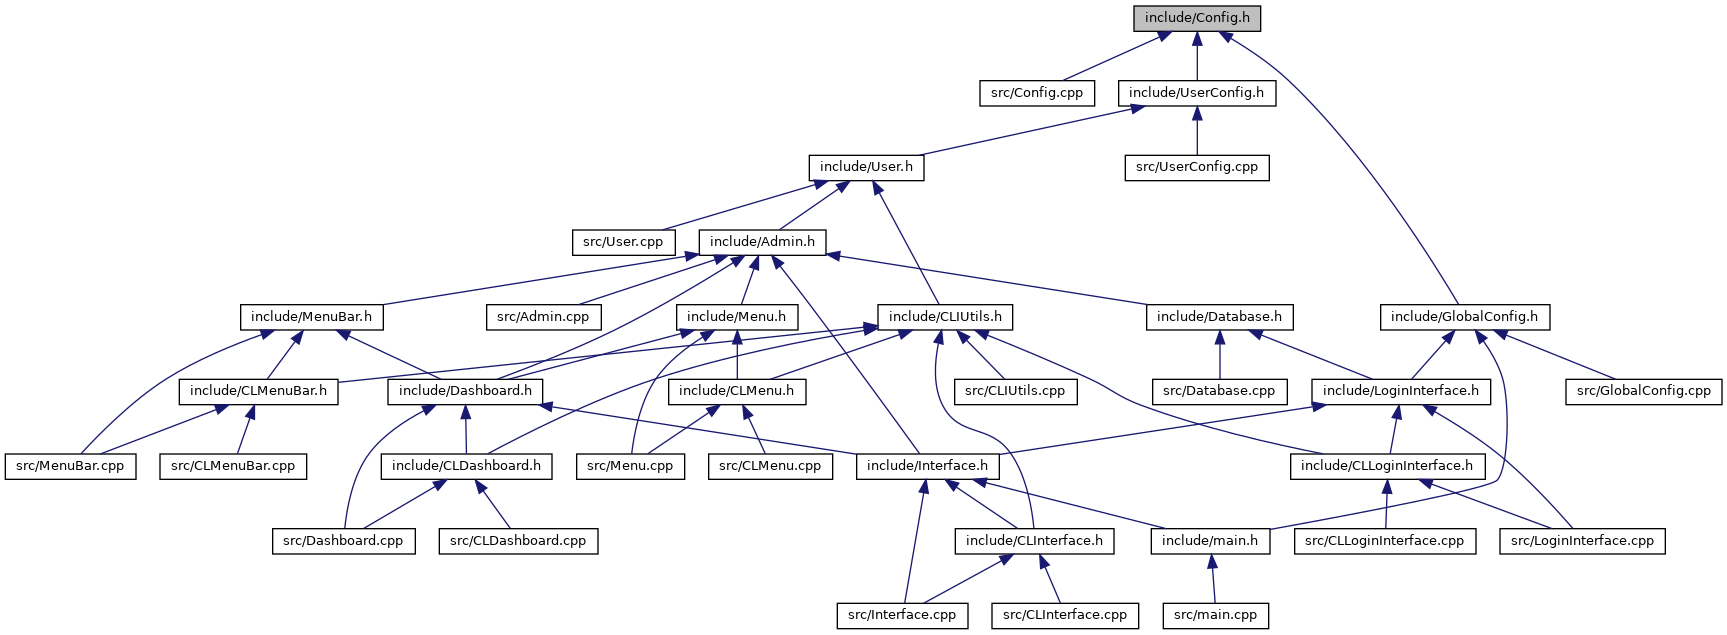 include/Config.h
src/Config.cpp
include/UserConfig.h
include/User.h
src/UserConfig.cpp
src/User.cpp
include/Admin.h
include/MenuBar.h
src/Admin.cpp
include/Menu.h
include/CLIUtils.h
include/Database.h
include/GlobalConfig.h
include/CLMenuBar.h
include/Dashboard.h
include/CLMenu.h
src/CLIUtils.cpp
src/Database.cpp
include/LoginInterface.h
src/GlobalConfig.cpp
src/MenuBar.cpp
src/CLMenuBar.cpp
include/CLDashboard.h
src/Menu.cpp
src/CLMenu.cpp
include/Interface.h
include/CLLoginInterface.h
src/Dashboard.cpp
src/CLDashboard.cpp
include/CLInterface.h
include/main.h
src/CLLoginInterface.cpp
src/LoginInterface.cpp
src/Interface.cpp
src/CLInterface.cpp
src/main.cpp